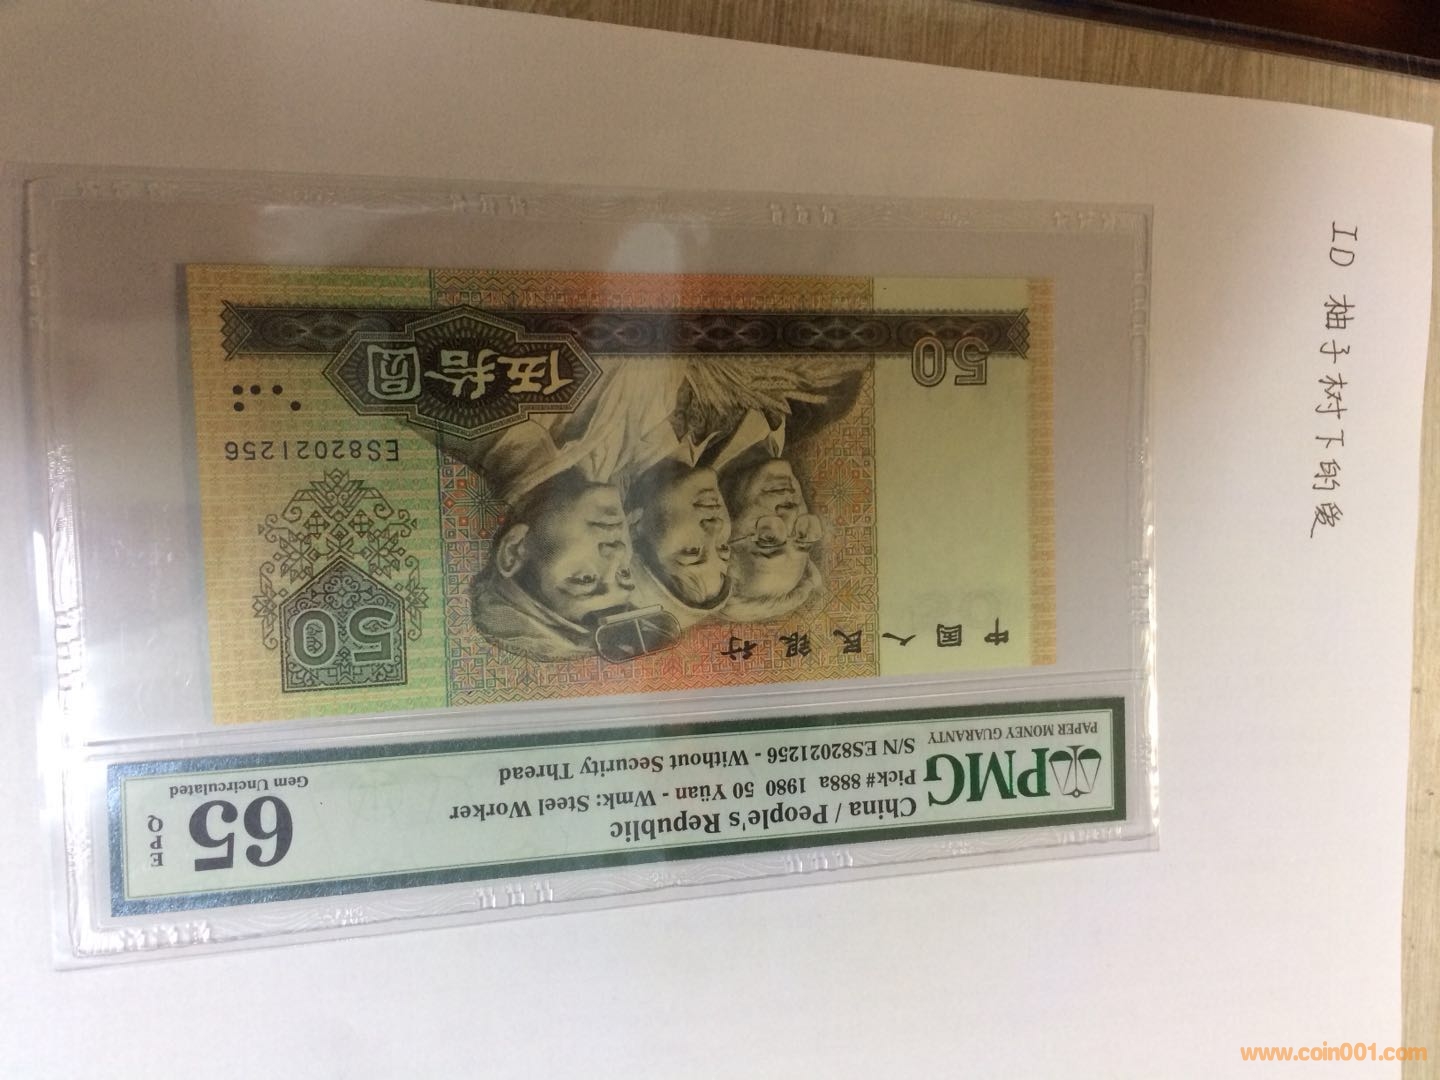 ID 柚子树下的爱
PMG
PAPER MONEY GUARANTY
China / People's Republic
Pick# 888a 1980 50 Yüan - Wmk: Steel Worker
S/N ES82021256 - Without Security Thread
65
EPQ
Gem Uncirculated
中国人民银行
50
ES82021256
伍拾圆
50
www.coin001.com